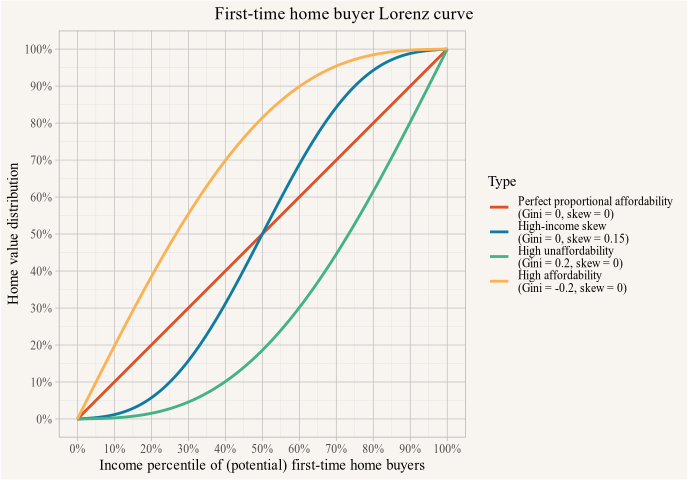 First-time home buyer Lorenz curve
100%
90%
80%
70%
60%
50%
40%
30%
20%
10%
0%
Home value distribution
0% 10% 20% 30% 40% 50% 60% 70% 80% 90% 100%
Income percentile of (potential) first-time home buyers
Type
Perfect proportional affordability
(Gini = 0, skew = 0)
High-income skew
(Gini = 0, skew = 0.15)
High unaffordability
(Gini = 0.2, skew = 0)
High affordability
(Gini = -0.2, skew = 0)